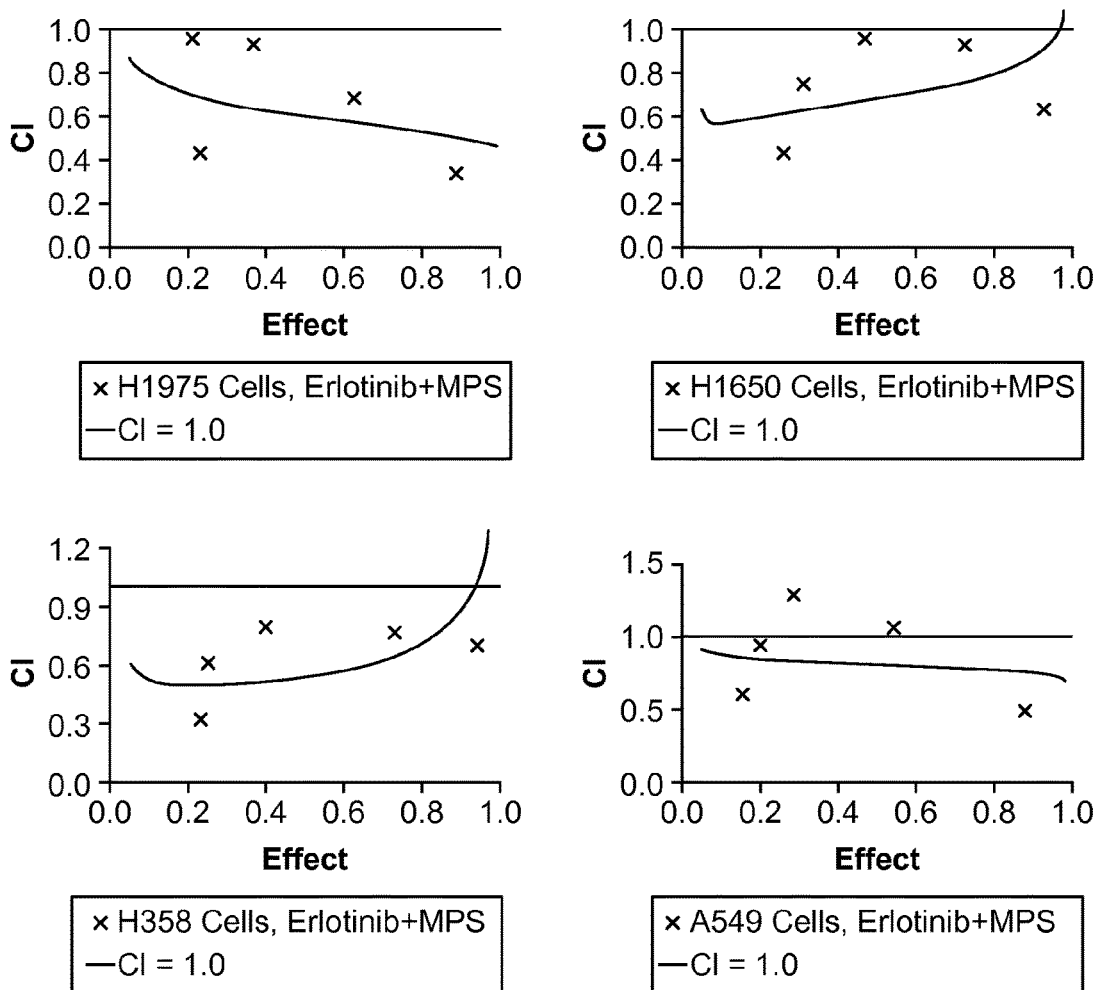 1.0
0.8
0.6
0.4
0.2
0.0
CI
0.0 0.2 0.4 0.6 0.8 1.0
Effect
× H1975 Cells, Erlotinib+MPS
— CI = 1.0
1.0
0.8
0.6
0.4
0.2
0.0
CI
0.0 0.2 0.4 0.6 0.8 1.0
Effect
× H1650 Cells, Erlotinib+MPS
— CI = 1.0
1.2
0.9
0.6
0.3
0.0
CI
0.0 0.2 0.4 0.6 0.8 1.0
Effect
× H358 Cells, Erlotinib+MPS
— CI = 1.0
1.5
1.0
0.5
0.0
CI
0.0 0.2 0.4 0.6 0.8 1.0
Effect
× A549 Cells, Erlotinib+MPS
— CI = 1.0